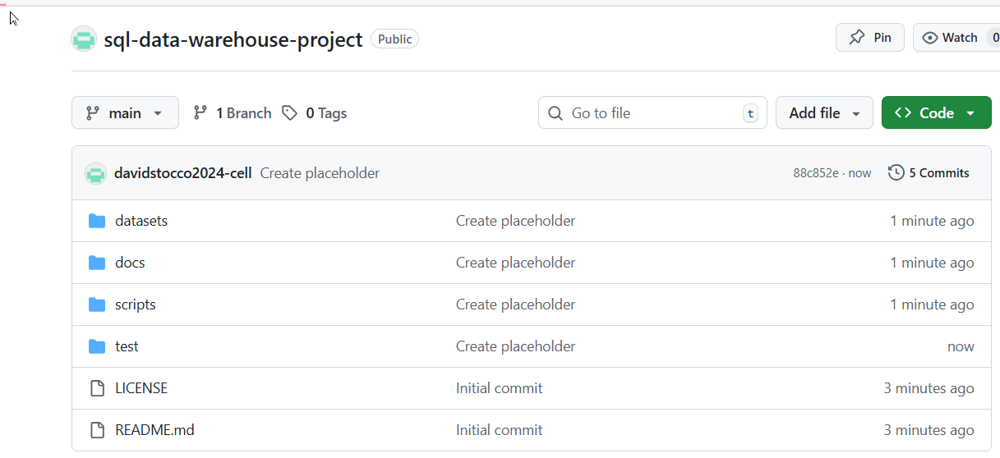 sql-data-warehouse-project Public Pin Watch 0
main 1 Branch 0 Tags Go to file t Add file Code
davidstocco2024-cell Create placeholder 88c852e · now 5 Commits
datasets Create placeholder 1 minute ago
docs Create placeholder 1 minute ago
scripts Create placeholder 1 minute ago
test Create placeholder now
LICENSE Initial commit 3 minutes ago
README.md Initial commit 3 minutes ago